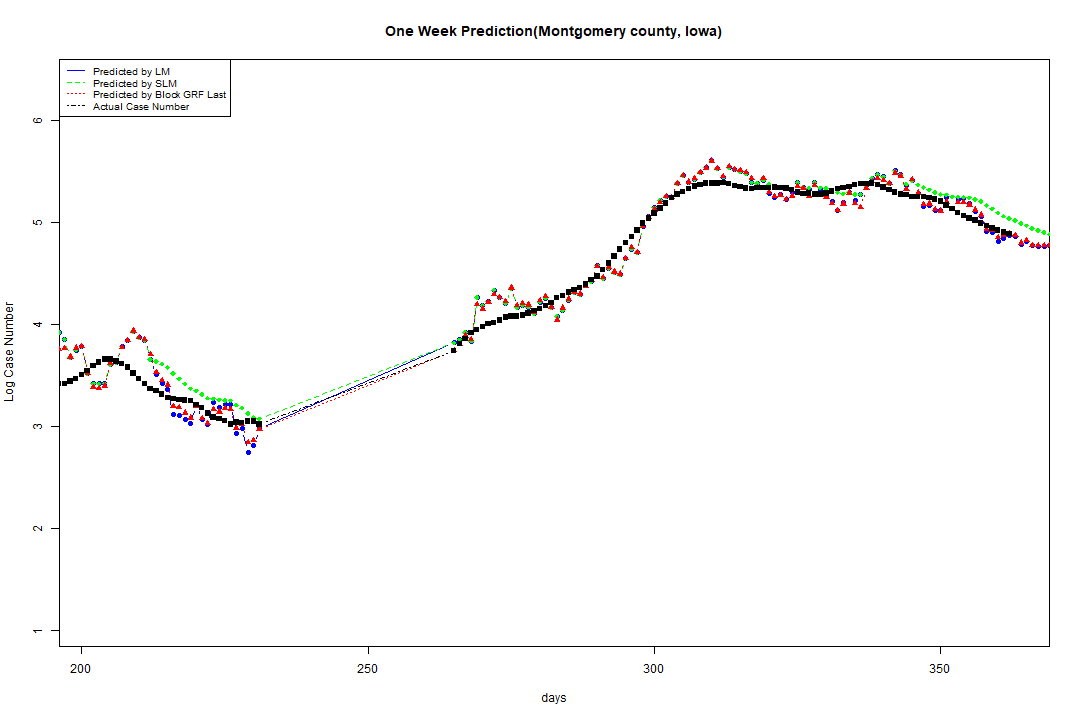 One Week Prediction(Montgomery county, Iowa)
Predicted by LM
Predicted by SLM
Predicted by Block GRF Last
Actual Case Number
Log Case Number
6
5
4
3
2
1
200
250
300
350
days